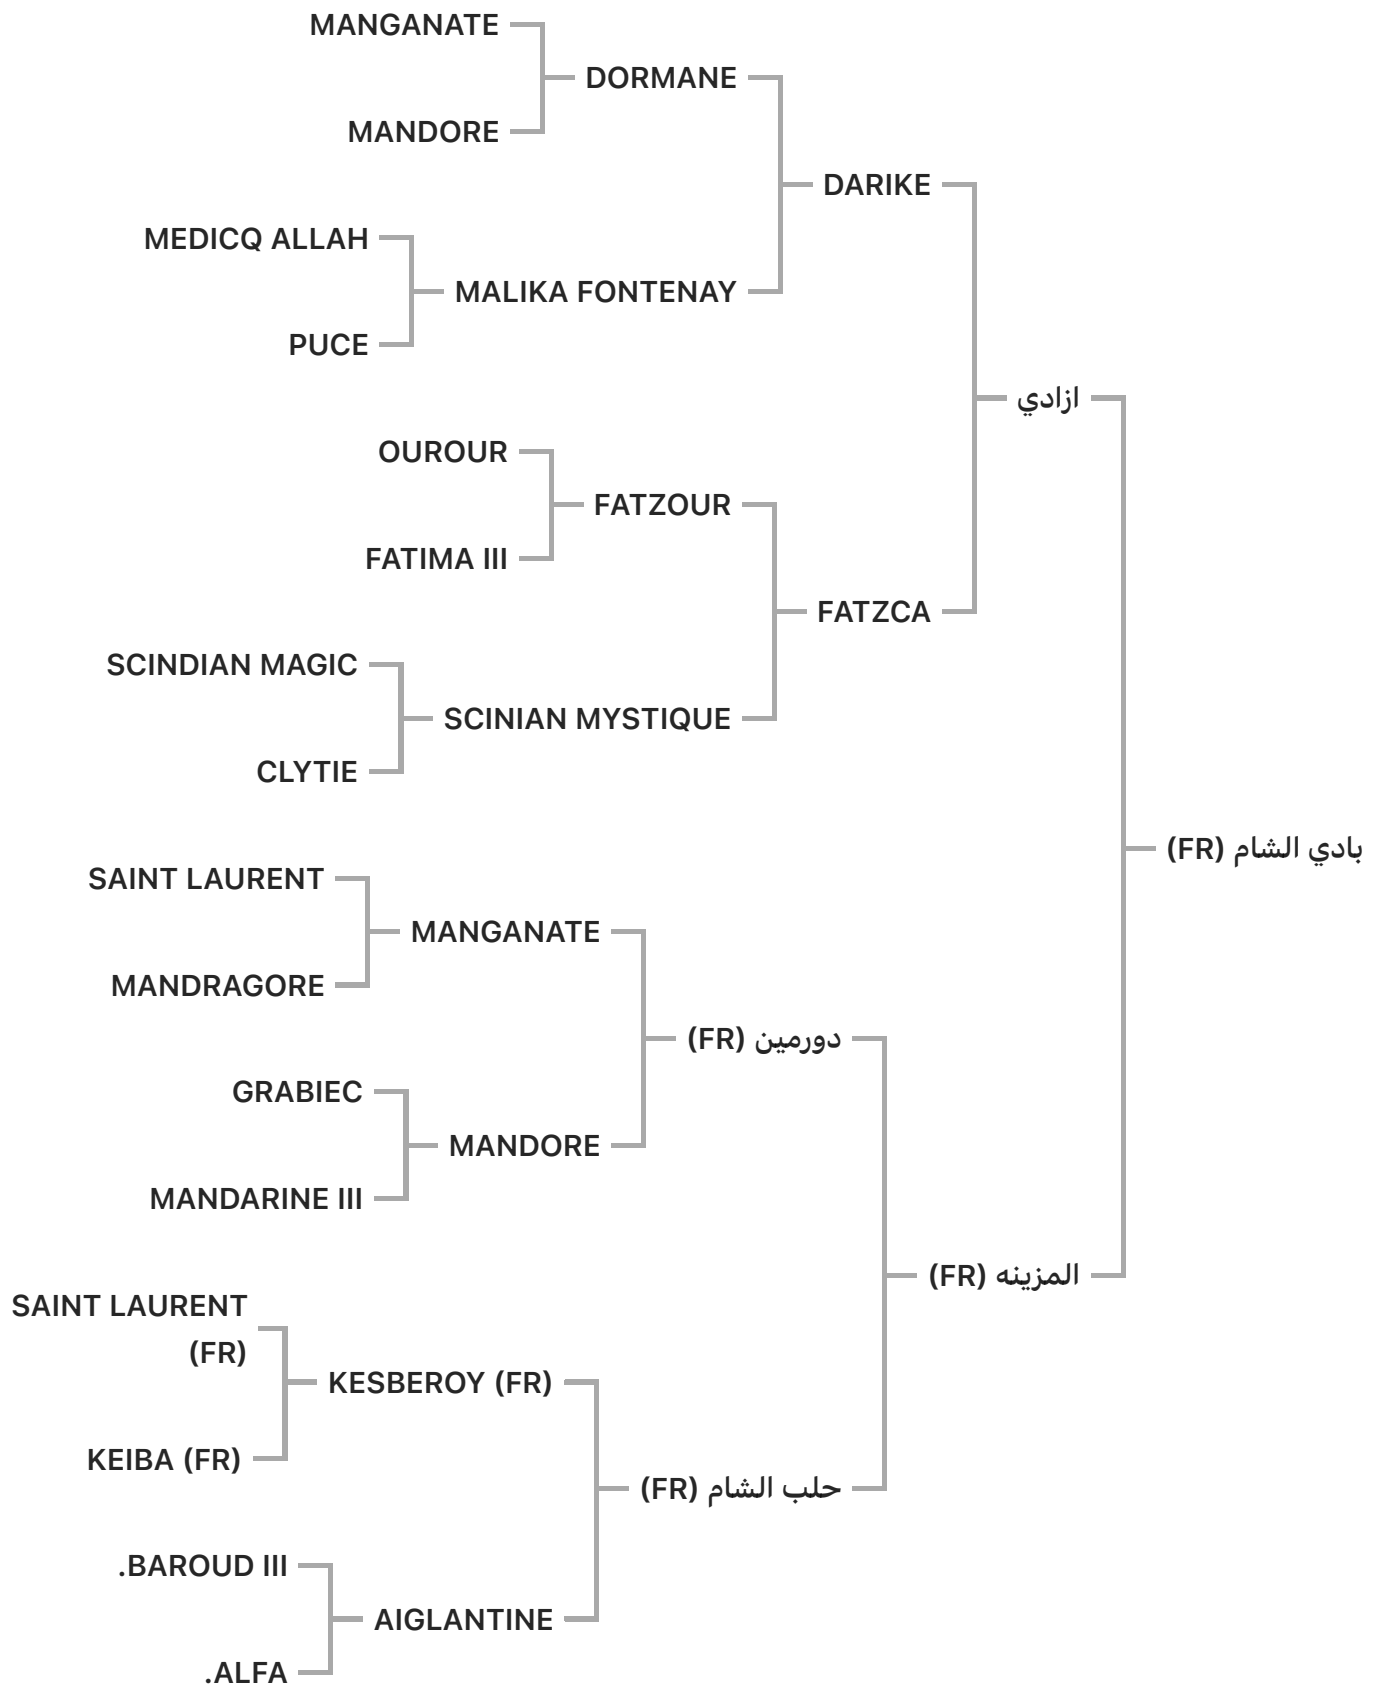 MANGANATE
DORMANE
MANDORE
DARIKE
MEDICQ ALLAH
MALIKA FONTENAY
PUCE
ازادي
OUROUR
FATZOUR
FATIMA III
FATZCA
SCINDIAN MAGIC
SCINIAN MYSTIQUE
CLYTIE
بادي الشام (FR)
SAINT LAURENT
MANGANATE
MANDRAGORE
دورمين (FR)
GRABIEC
MANDORE
MANDARINE III
المزينه (FR)
SAINT LAURENT
(FR)
KESBEROY (FR)
KEIBA (FR)
حلب الشام (FR)
.BAROUD III
AIGLANTINE
.ALFA